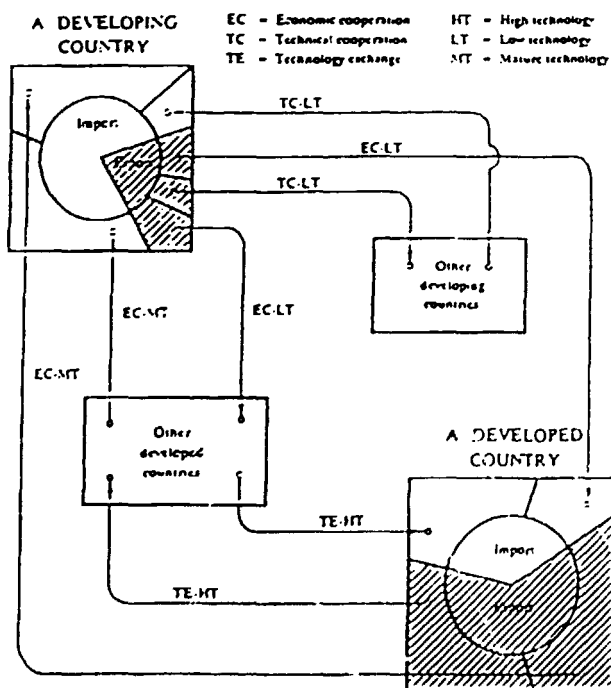 A DEVELOPING
COUNTRY
EC = Economic cooperation
TC = Technical cooperation
TE = Technology exchange
HT = High technology
LT = Low technology
MT = Mature technology
Import
Export
TC-LT
EC-LT
TC-LT
Other
developing
countries
EC-MT
EC-LT
EC-MT
Other
developed
countries
A DEVELOPED
COUNTRY
TE-HT
Import
Export
TE-HT